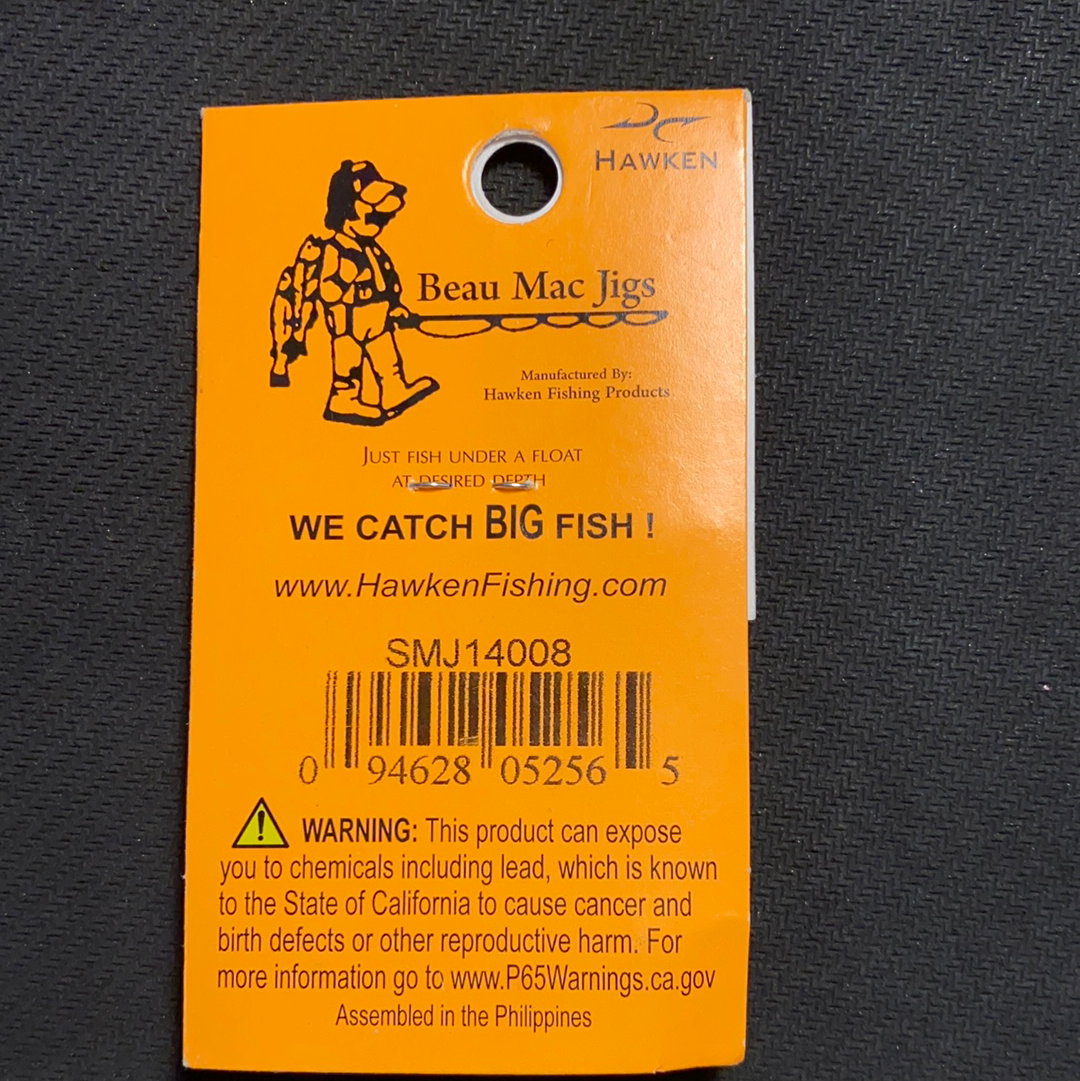 HAWKEN
Beau Mac Jigs
Manufactured By:
Hawken Fishing Products
JUST FISH UNDER A FLOAT
AT DESIRED DEPTH
WE CATCH BIG FISH !
www.HawkenFishing.com
SMJ14008
0 94628 05256 5
WARNING: This product can expose
you to chemicals including lead, which is known
to the State of California to cause cancer and
birth defects or other reproductive harm. For
more information go to www.P65Warnings.ca.gov
Assembled in the Philippines